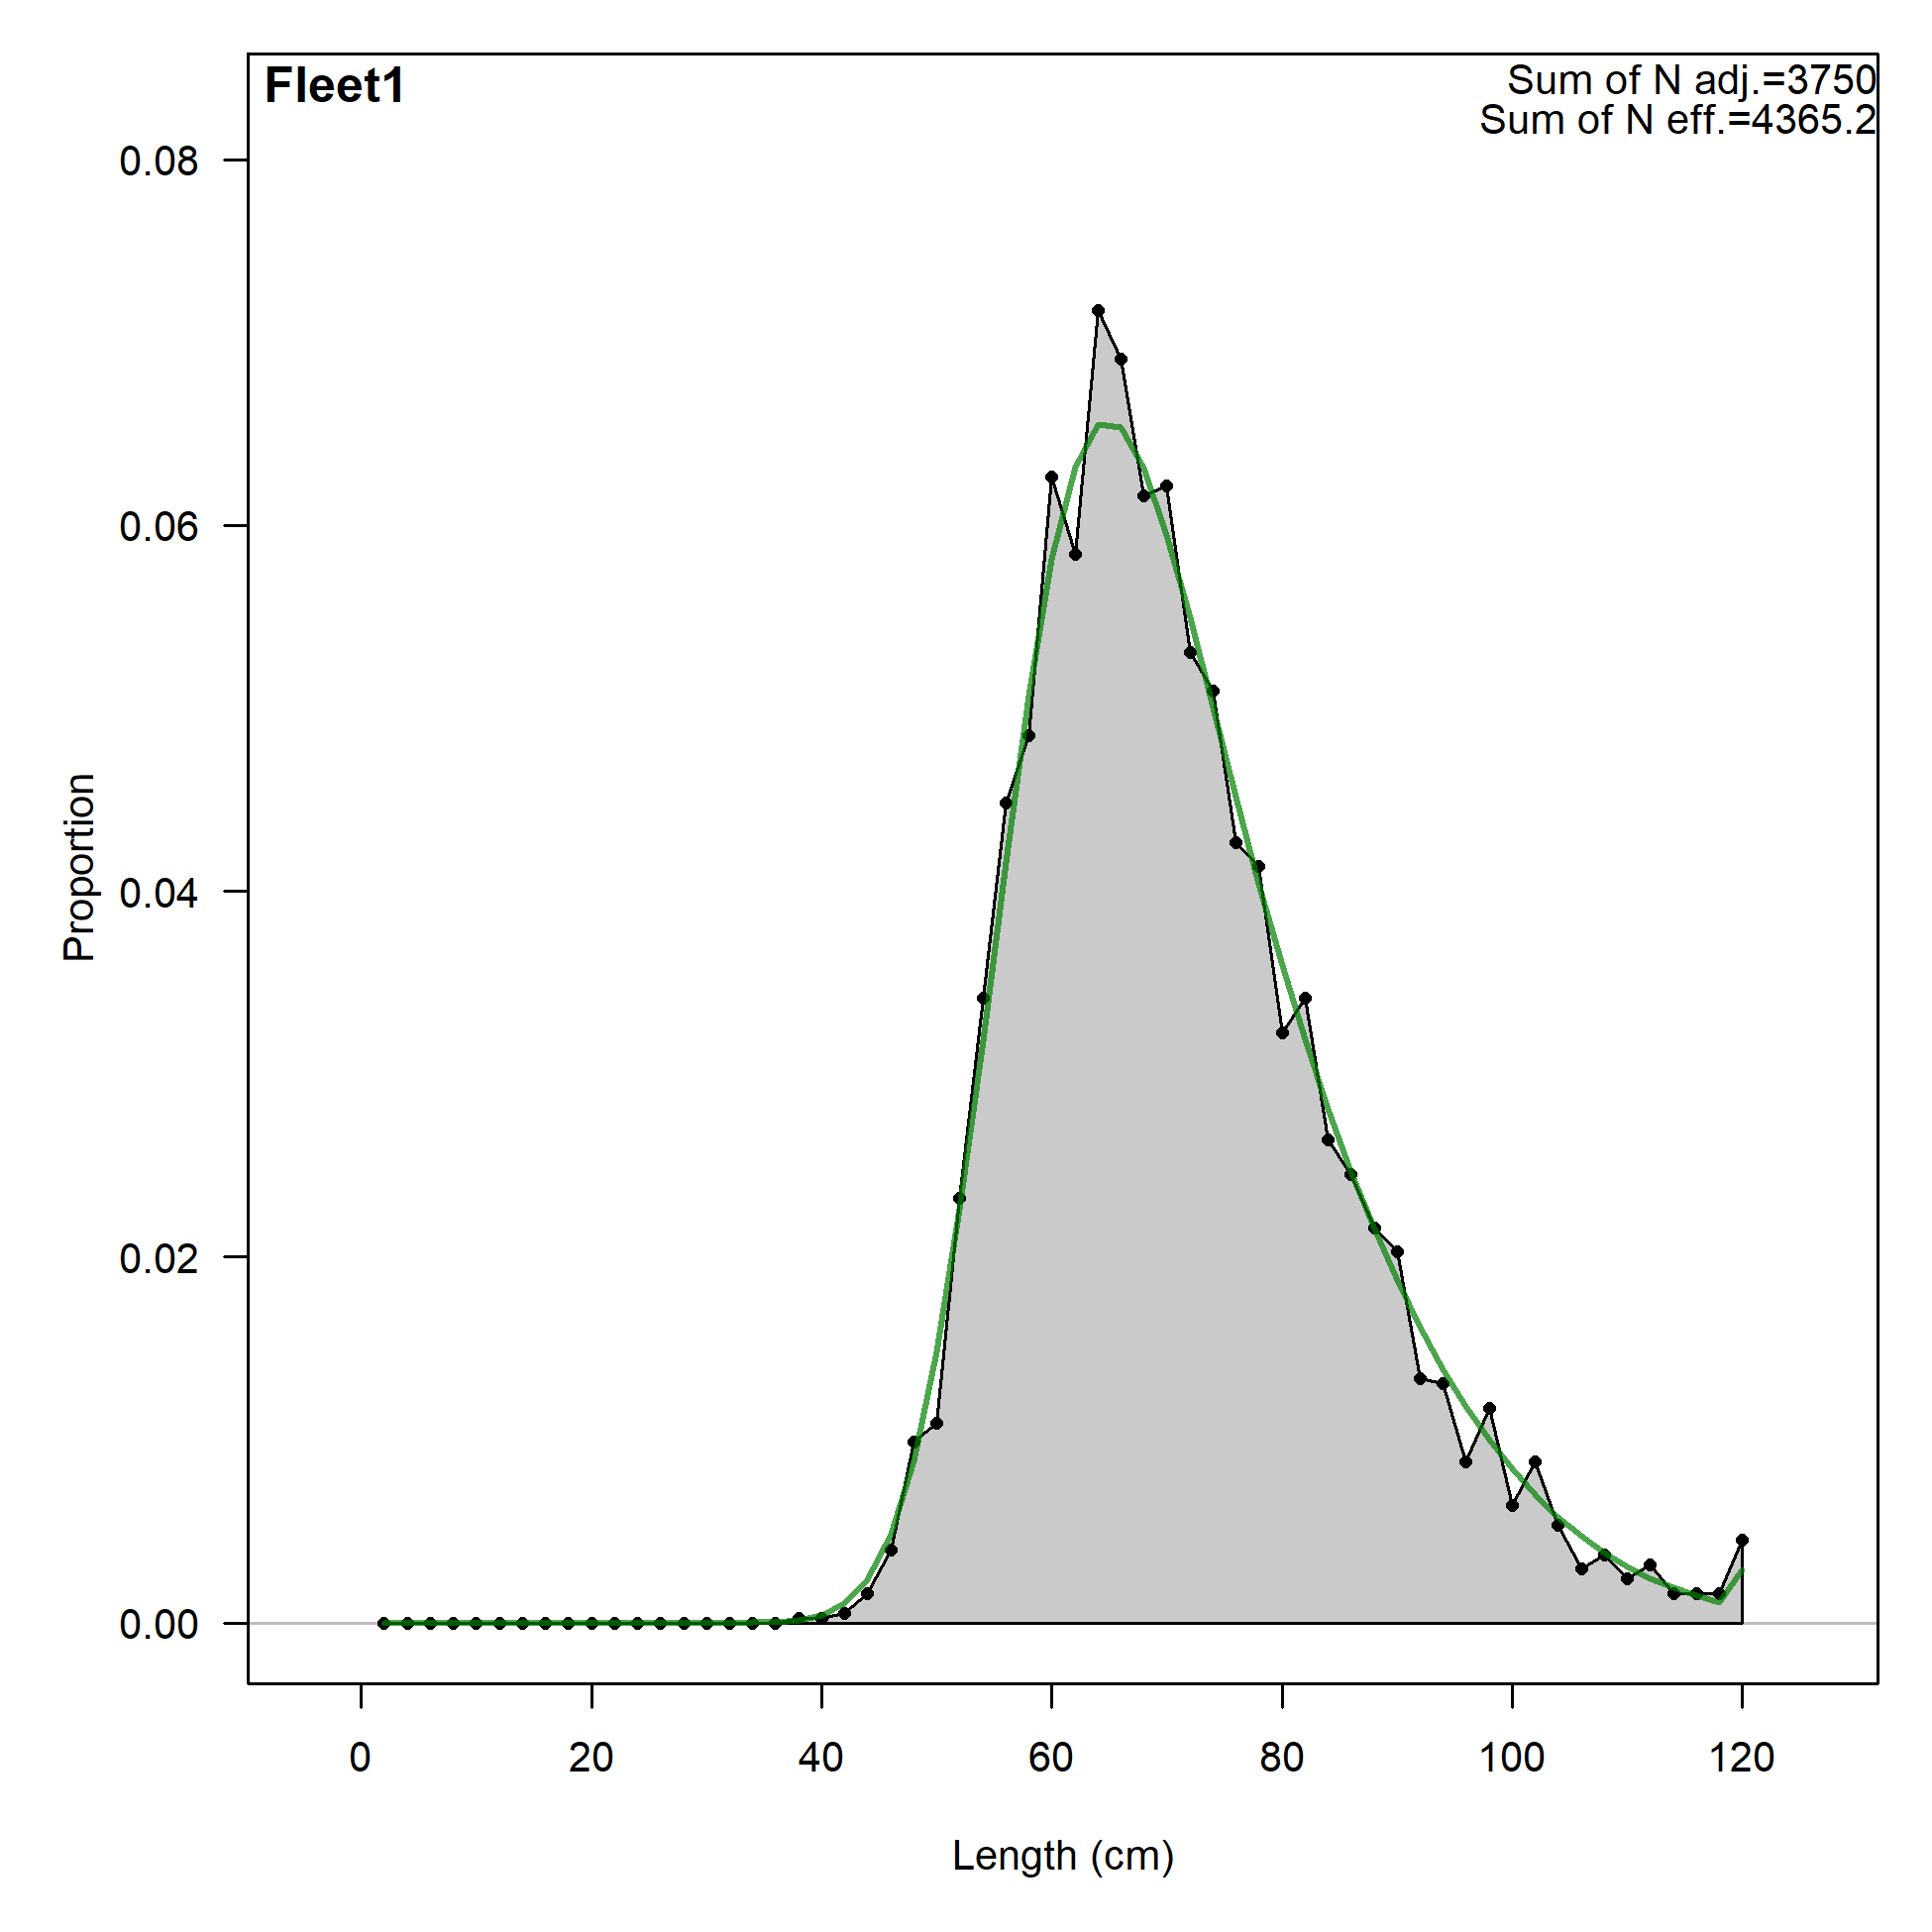 Fleet1
Sum of N adj.=3750
Sum of N eff.=4365.2
0.08
0.06
0.04
0.02
0.00
Proportion
0 20 40 60 80 100 120
Length (cm)